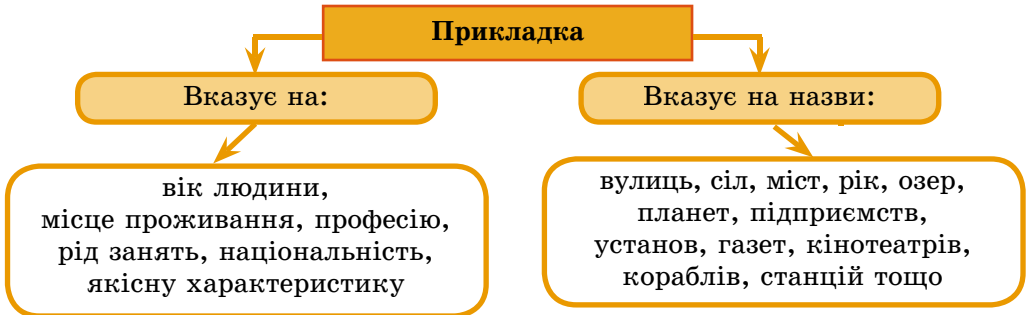 Прикладка
Вказує на:
вік людини,
місце проживання, професію,
рід занять, національність,
якісну характеристику
Вказує на назви:
вулиць, сіл, міст, рік, озер,
планет, підприємств,
установ, газет, кінотеатрів,
кораблів, станцій тощо